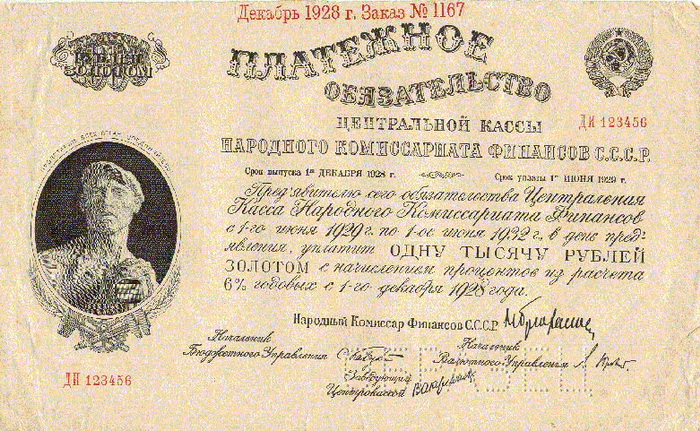 Декабрь 1928 г. Заказ № 1167
ЗОЛОТОМ
ПЛАТЕЖНОЕ
ОБЯЗАТЕЛЬСТВО
ЦЕНТРАЛЬНОЙ КАССЫ
ДИ 123456
НАРОДНОГО КОМИССАРИАТА ФИНАНСОВ С.С.С.Р.
Срок выпуска 1го ДЕКАБРЯ 1928 г.
Срок уплаты 1го ИЮНЯ 1929 г.
Предъявителю сего обязательства Центральная
Касса Народного Комиссариата Финансов
с 1-го июня 1929 г. по 1-ое июня 1932 г., в день предъ-
явления, уплатит ОДНУ ТЫСЯЧУ РУБЛЕЙ
ЗОЛОТОМ с начислением процентов из расчета
6% годовых с 1-го декабря 1928 года.
Народный Комиссар Финансов С.С.С.Р.
Начальник
Бюджетного Управления
Начальник
Валютного Управления
Заведующий
Центрокассой
ОБРАЗЕЦ
ДИ 123456